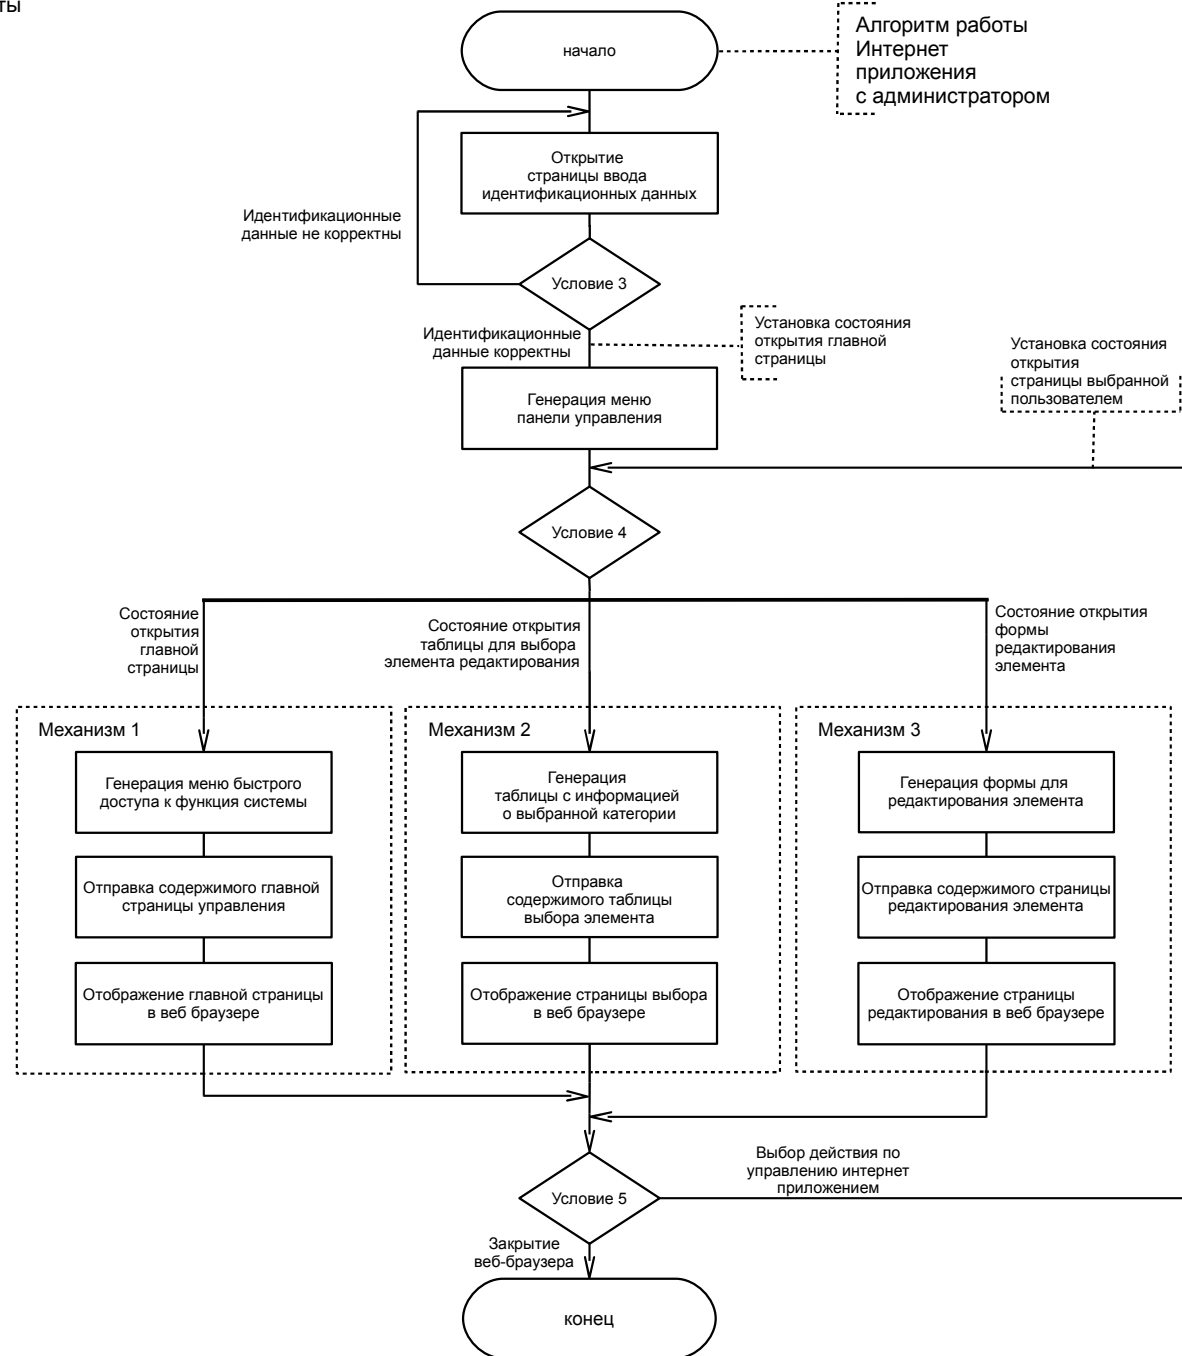 ты
начало
Алгоритм работы
Интернет
приложения
с администратором
Открытие
страницы ввода
идентификационных данных
Идентификационные
данные не корректны
Условие 3
Идентификационные
данные корректны
Установка состояния
открытия главной
страницы
Установка состояния
открытия
страницы выбранной
пользователем
Генерация меню
панели управления
Условие 4
Состояние
открытия
главной
страницы
Состояние открытия
таблицы для выбора
элемента редактирования
Состояние открытия
формы
редактирования
элемента
Механизм 1
Генерация меню быстрого
доступа к функция системы
Отправка содержимого главной
страницы управления
Отображение главной страницы
в веб браузере
Механизм 2
Генерация
таблицы с информацией
о выбранной категории
Отправка
содержимого таблицы
выбора элемента
Отображение страницы выбора
в веб браузере
Механизм 3
Генерация формы для
редактирования элемента
Отправка содержимого страницы
редактирования элемента
Отображение страницы
редактирования в веб браузере
Условие 5
Выбор действия по
управлению интернет
приложением
Закрытие
веб-браузера
конец